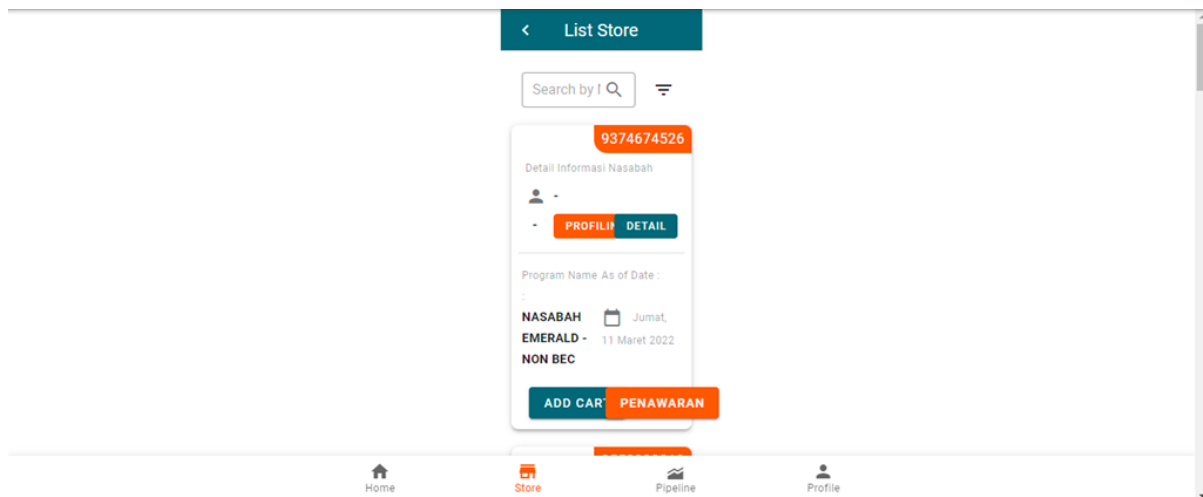 List Store
Search by
9374674526
Detail Informasi Nasabah
-
- PROFILIN DETAIL
Program Name As of Date :
:
NASABAH Jumat,
EMERALD - 11 Maret 2022
NON BEC
ADD CART PENAWARAN
Home Store Pipeline Profile